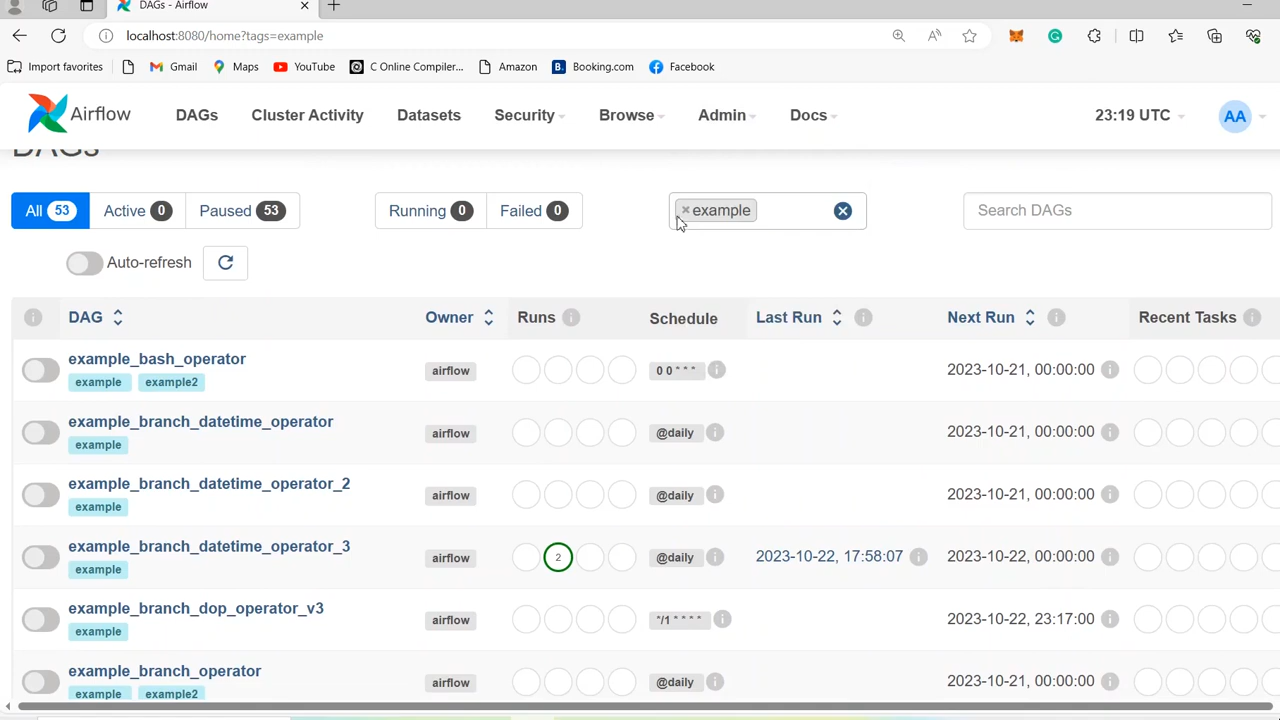 DAGs - Airflow
localhost:8080/home?tags=example
Import favorites
Gmail
Maps
YouTube
C Online Compiler...
Amazon
Booking.com
Facebook
Airflow
DAGs
Cluster Activity
Datasets
Security
Browse
Admin
Docs
23:19 UTC
AA
DAGs
All 53
Active 0
Paused 53
Running 0
Failed 0
× example
Search DAGs
Auto-refresh
DAG
Owner
Runs
Schedule
Last Run
Next Run
Recent Tasks
example_bash_operator
example example2
airflow
0 0 * * *
2023-10-21, 00:00:00
example_branch_datetime_operator
example
airflow
@daily
2023-10-21, 00:00:00
example_branch_datetime_operator_2
example
airflow
@daily
2023-10-21, 00:00:00
example_branch_datetime_operator_3
example
airflow
2
@daily
2023-10-22, 17:58:07
2023-10-22, 00:00:00
example_branch_dop_operator_v3
example
airflow
*/1 * * * *
2023-10-22, 23:17:00
example_branch_operator
example example2
airflow
@daily
2023-10-21, 00:00:00